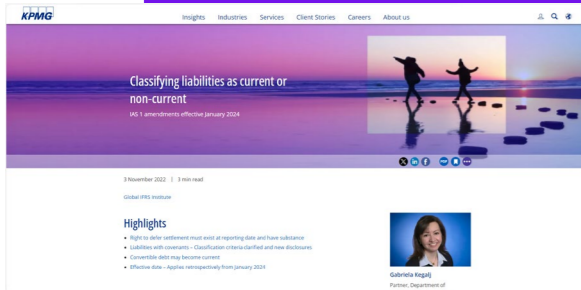 KPMG
Insights Industries Services Client Stories Careers About us
Classifying liabilities as current or
non-current
IAS 1 amendments effective January 2024
3 November 2022 | 3 min read
Global IFRS Institute
Highlights
Right to defer settlement must exist at reporting date and have substance
Liabilities with covenants – Classification criteria clarified and new disclosures
Convertible debt may become current
Effective date – Applies retrospectively from January 2024
Gabriela Kegalj
Partner, Department of